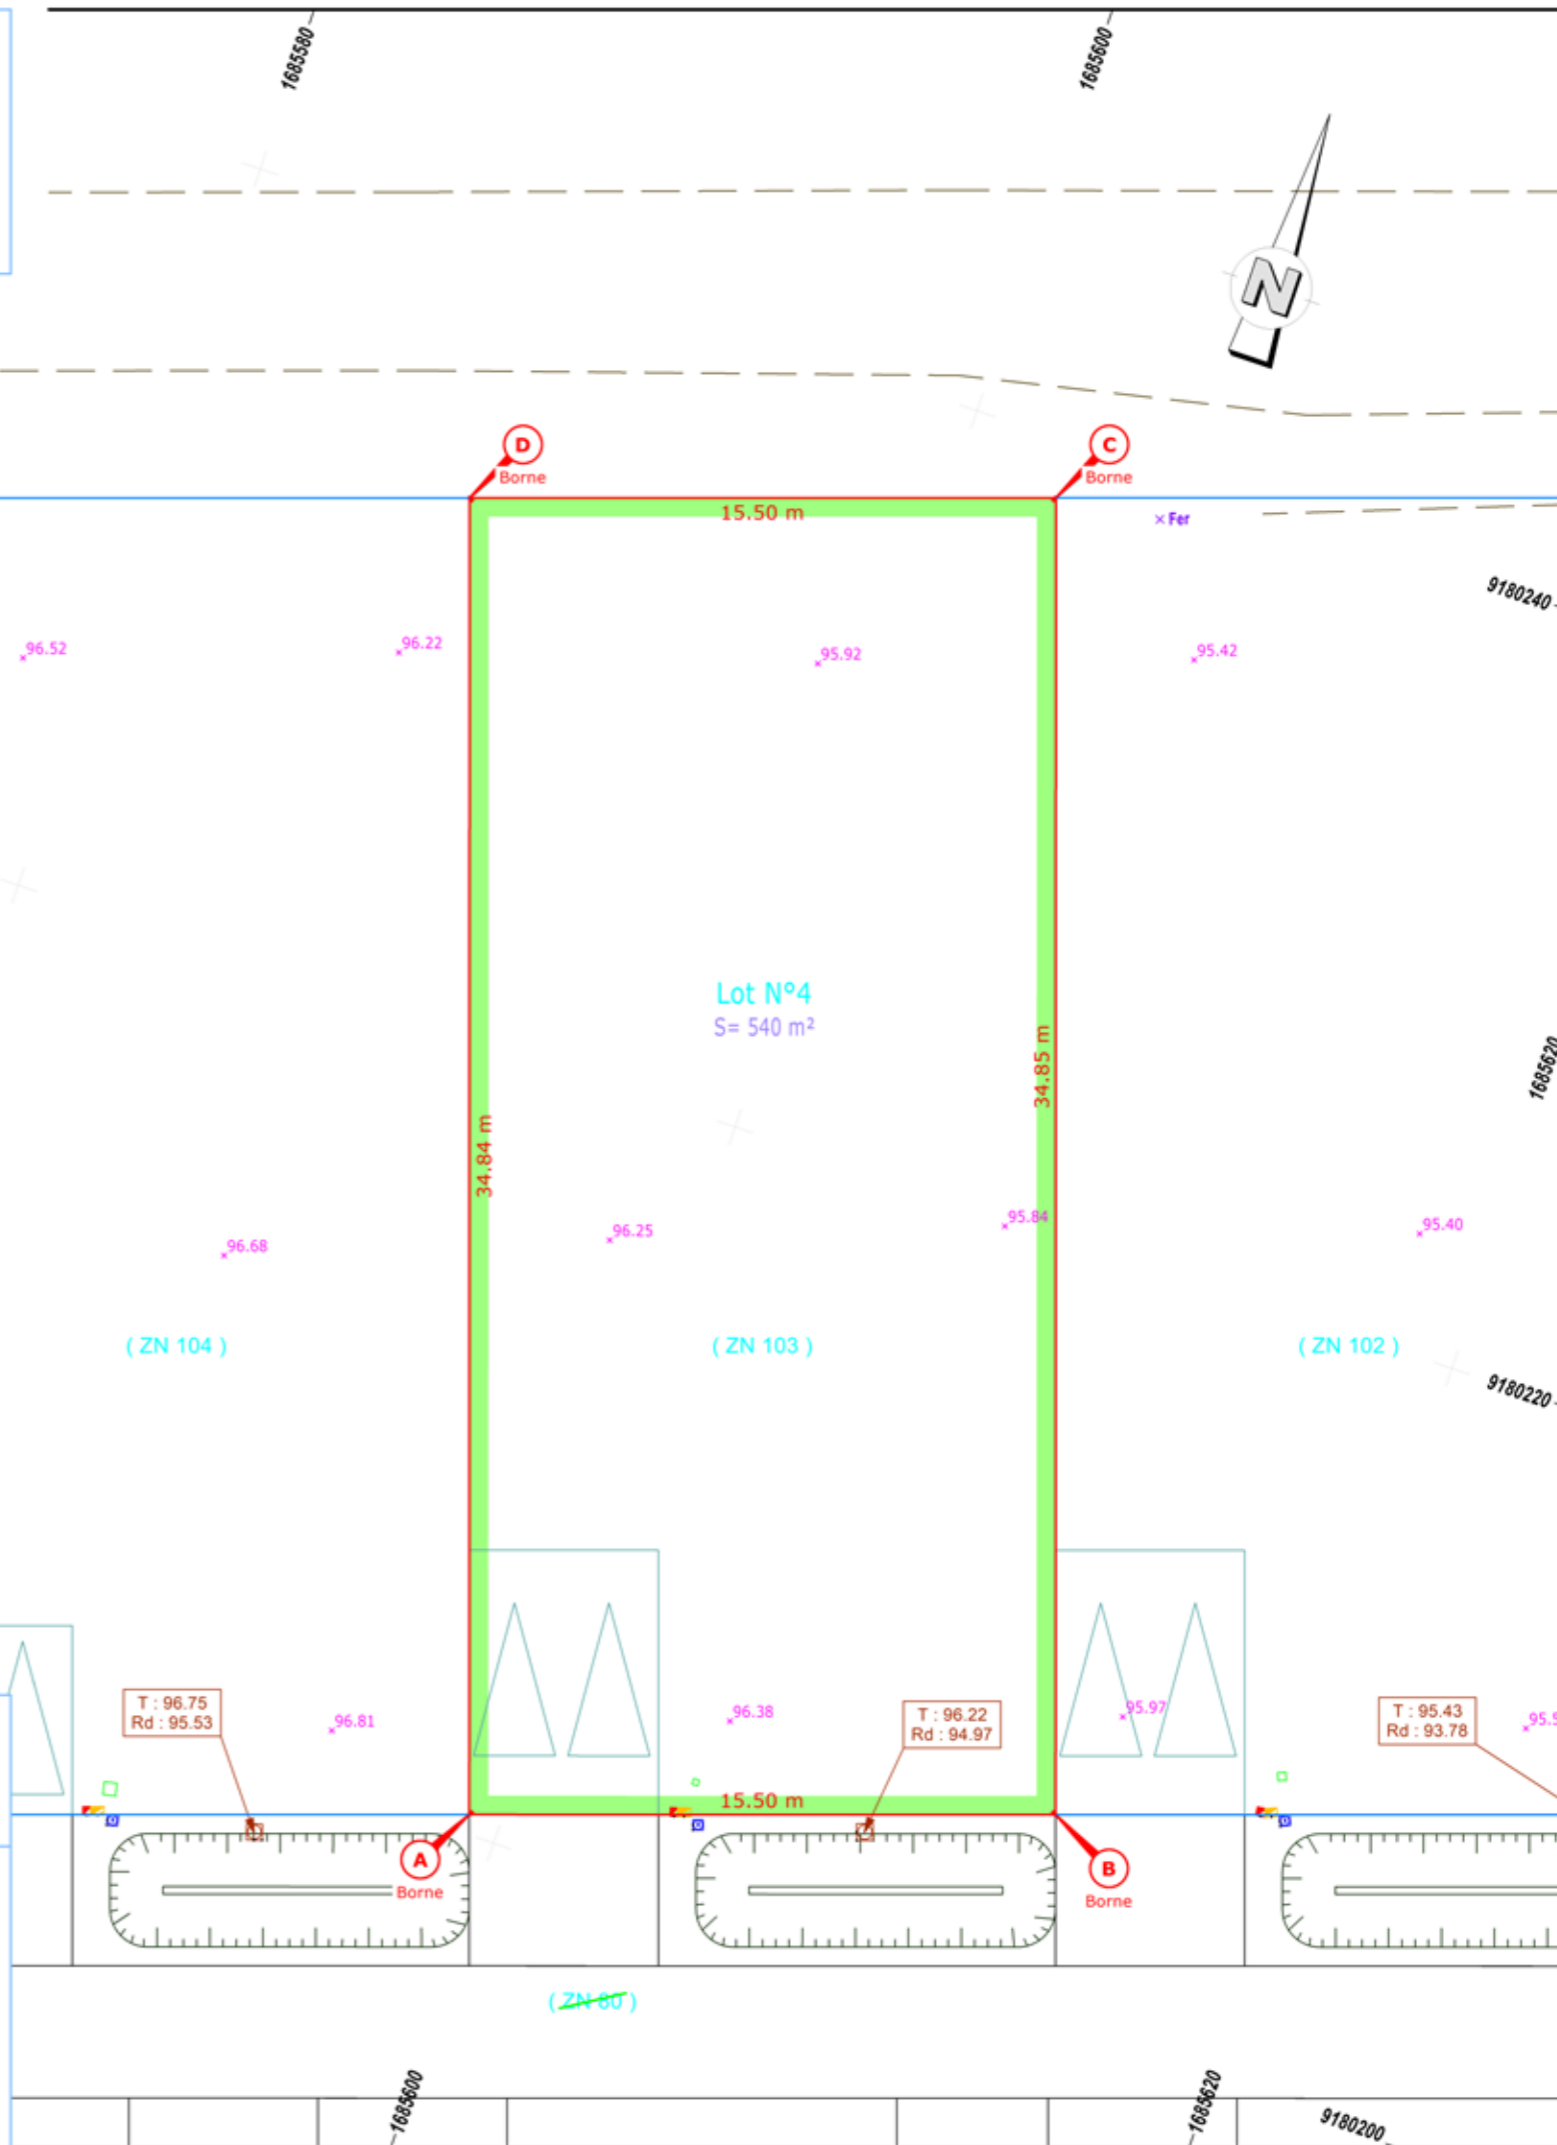 1685580
1685600
N
D
Borne
C
Borne
15.50 m
Fer
9180240
96.52
96.22
95.92
95.42
Lot N°4
S= 540 m²
34.85 m
1685620
34.84 m
96.68
96.25
95.84
95.40
( ZN 104 )
( ZN 103 )
( ZN 102 )
9180220
T : 96.75
Rd : 95.53
96.81
96.38
T : 96.22
Rd : 94.97
95.97
T : 95.43
Rd : 93.78
15.50 m
A
Borne
B
Borne
( ZN 80 )
1685600
1685620
9180200